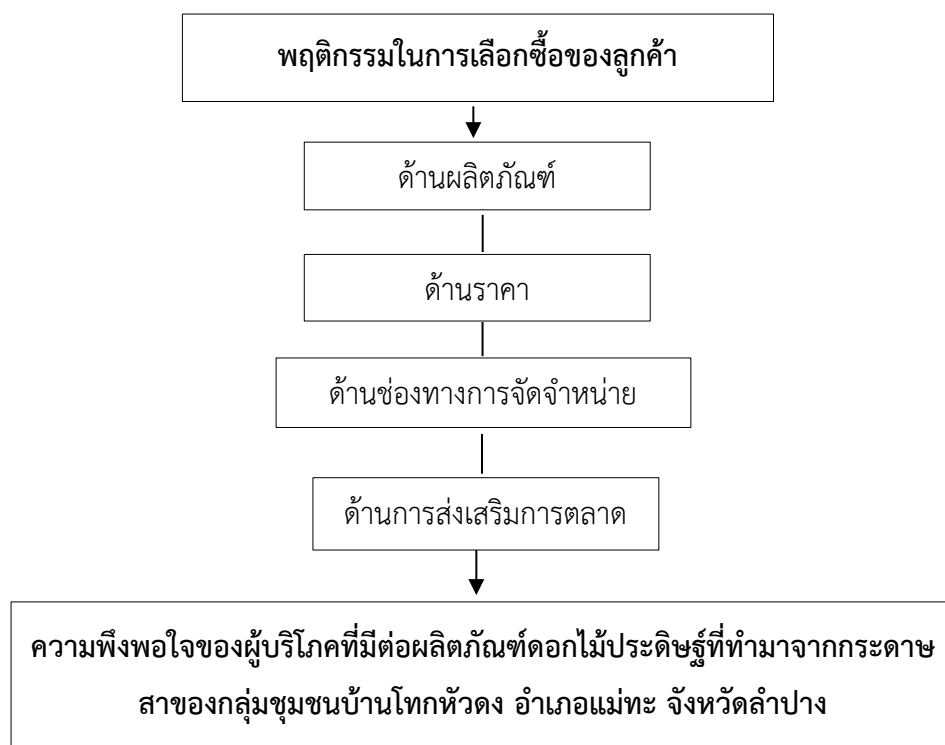 พฤติกรรมในการเลือกซื้อของลูกค้า
ด้านผลิตภัณฑ์
ด้านราคา
ด้านช่องทางการจัดจำหน่าย
ด้านการส่งเสริมการตลาด
ความพึงพอใจของผู้บริโภคที่มีต่อผลิตภัณฑ์ดอกไม้ประดิษฐ์ที่ทำมาจากกระดาษ
สาของกลุ่มชุมชนบ้านโทกหัวดง อำเภอแม่ทะ จังหวัดลำปาง